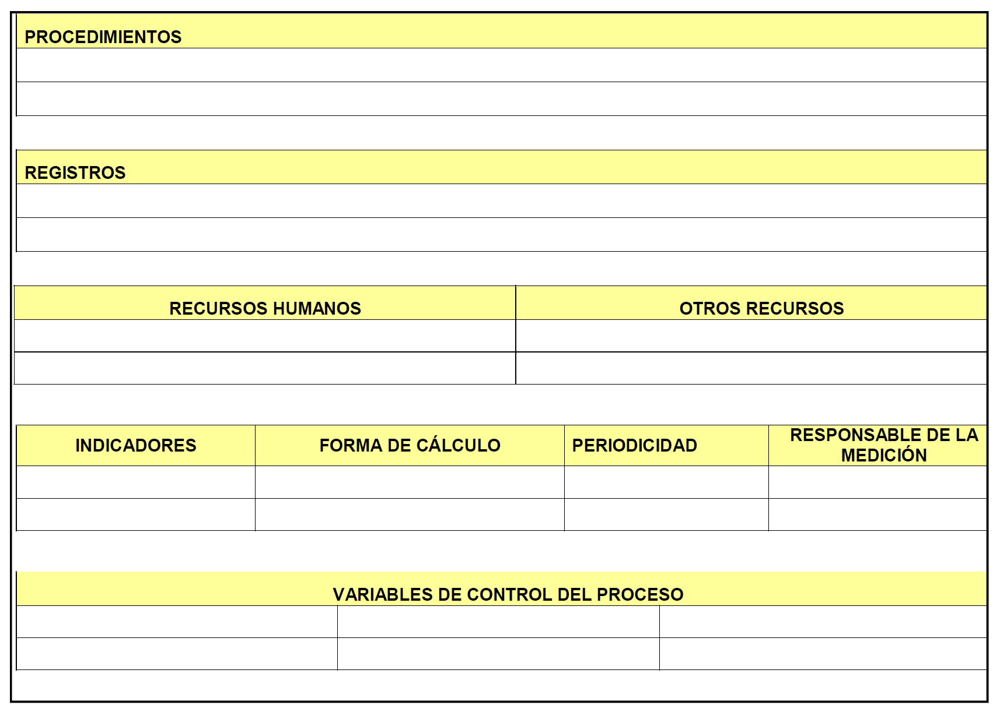 PROCEDIMIENTOS
REGISTROS
RECURSOS HUMANOS
OTROS RECURSOS
INDICADORES
FORMA DE CÁLCULO
PERIODICIDAD
RESPONSABLE DE LA
MEDICIÓN
VARIABLES DE CONTROL DEL PROCESO